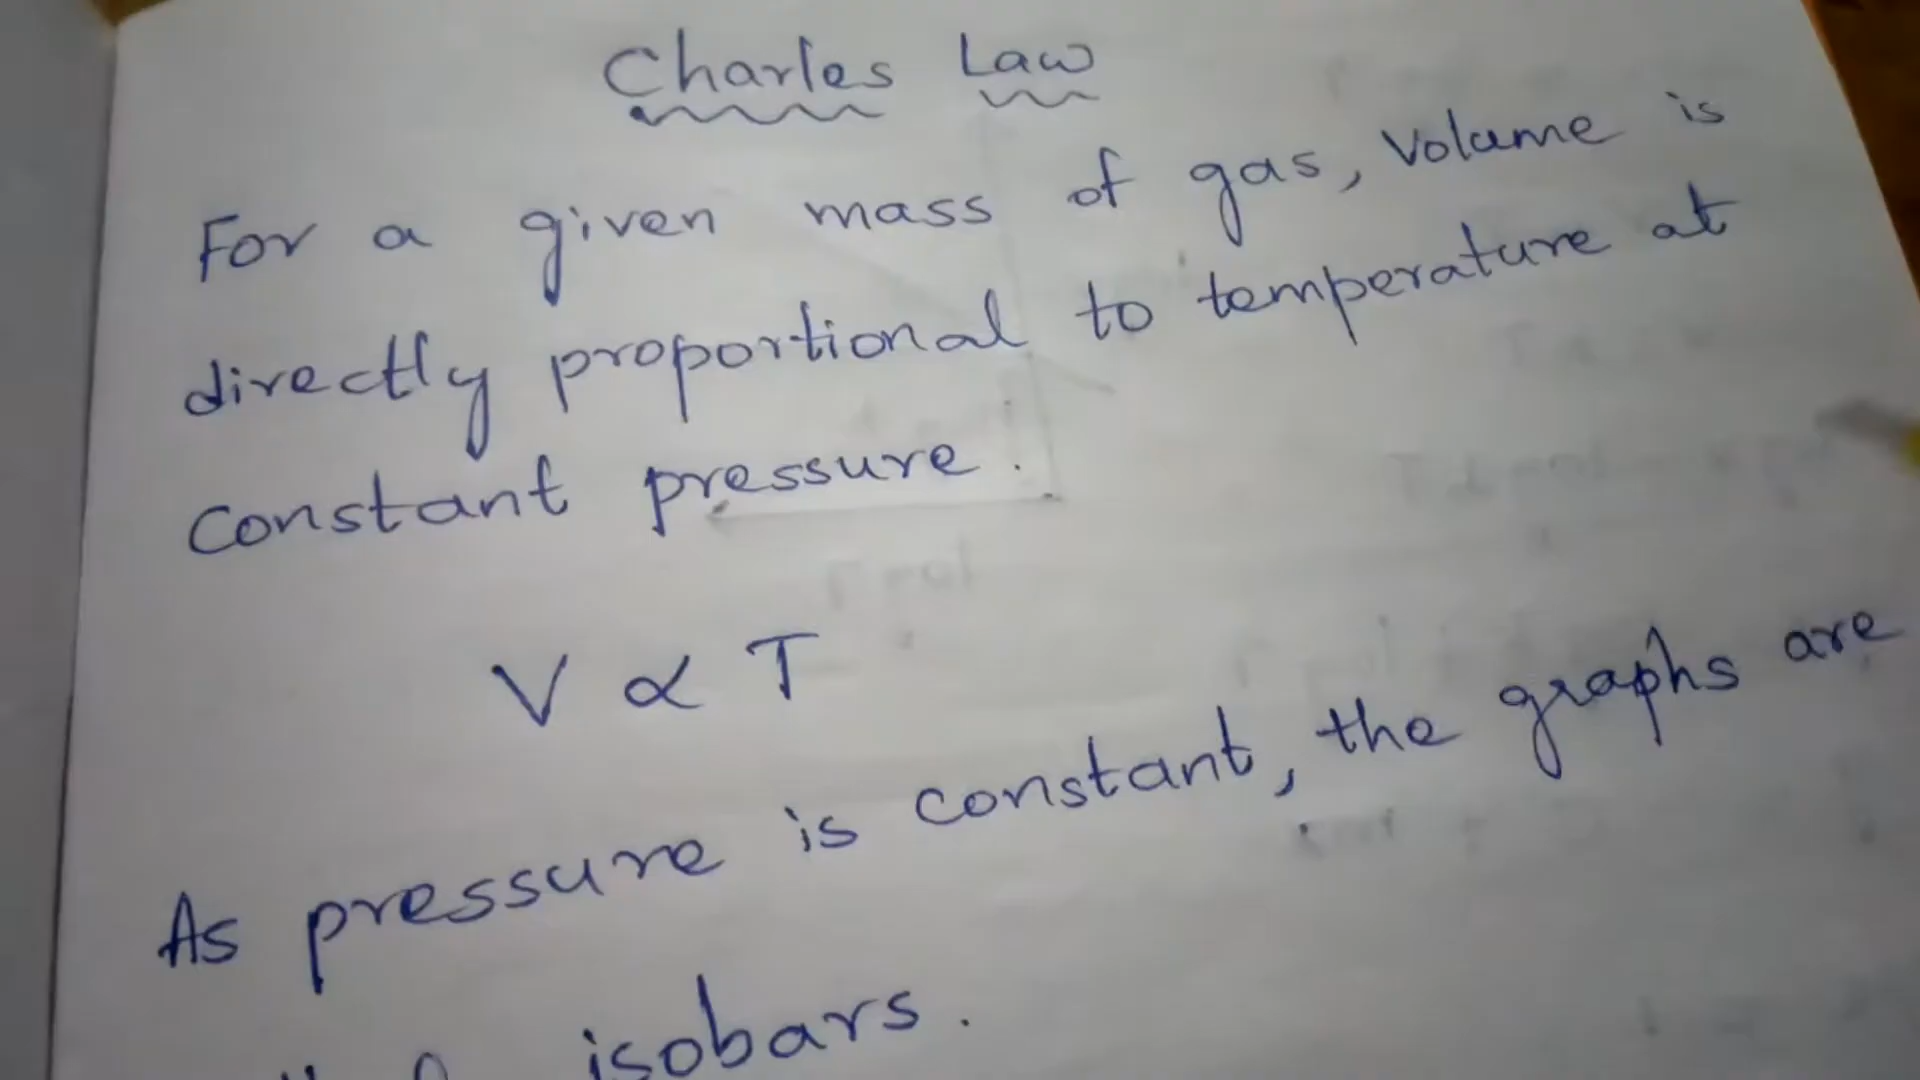 Charles Law
For a given mass of gas, Volume is
directly proportional to temperature at
Constant pressure.
V ∝ T
As pressure is constant, the graphs are
isobars.